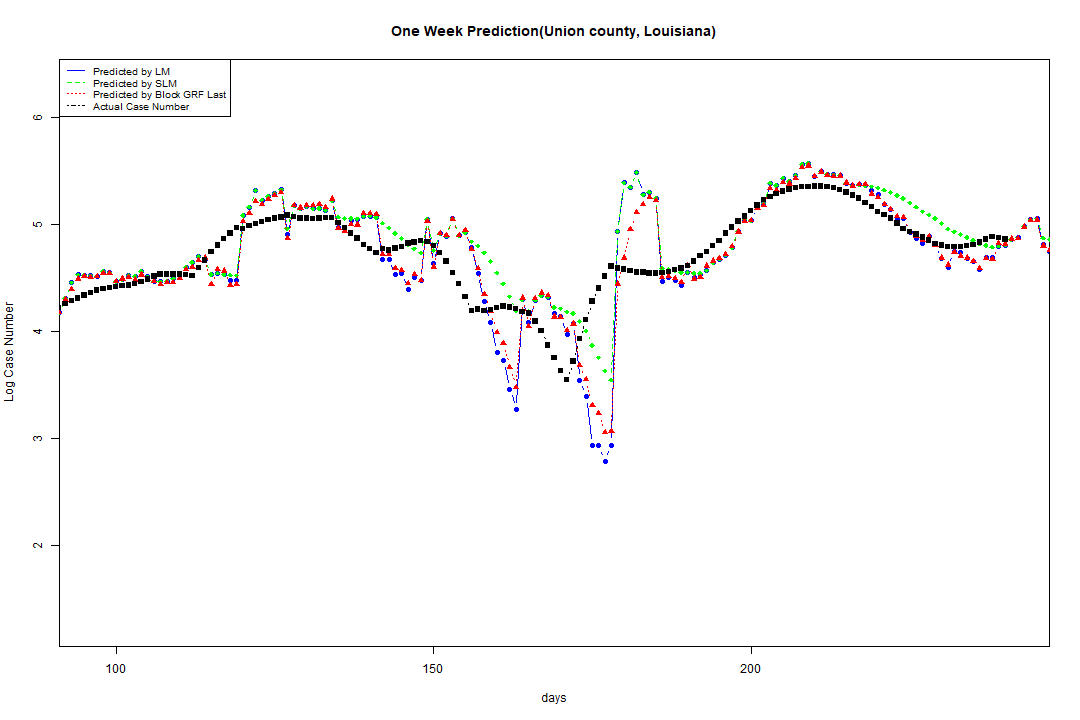 One Week Prediction(Union county, Louisiana)
Predicted by LM
Predicted by SLM
Predicted by Block GRF Last
Actual Case Number
6
5
4
3
2
Log Case Number
100 150 200
days